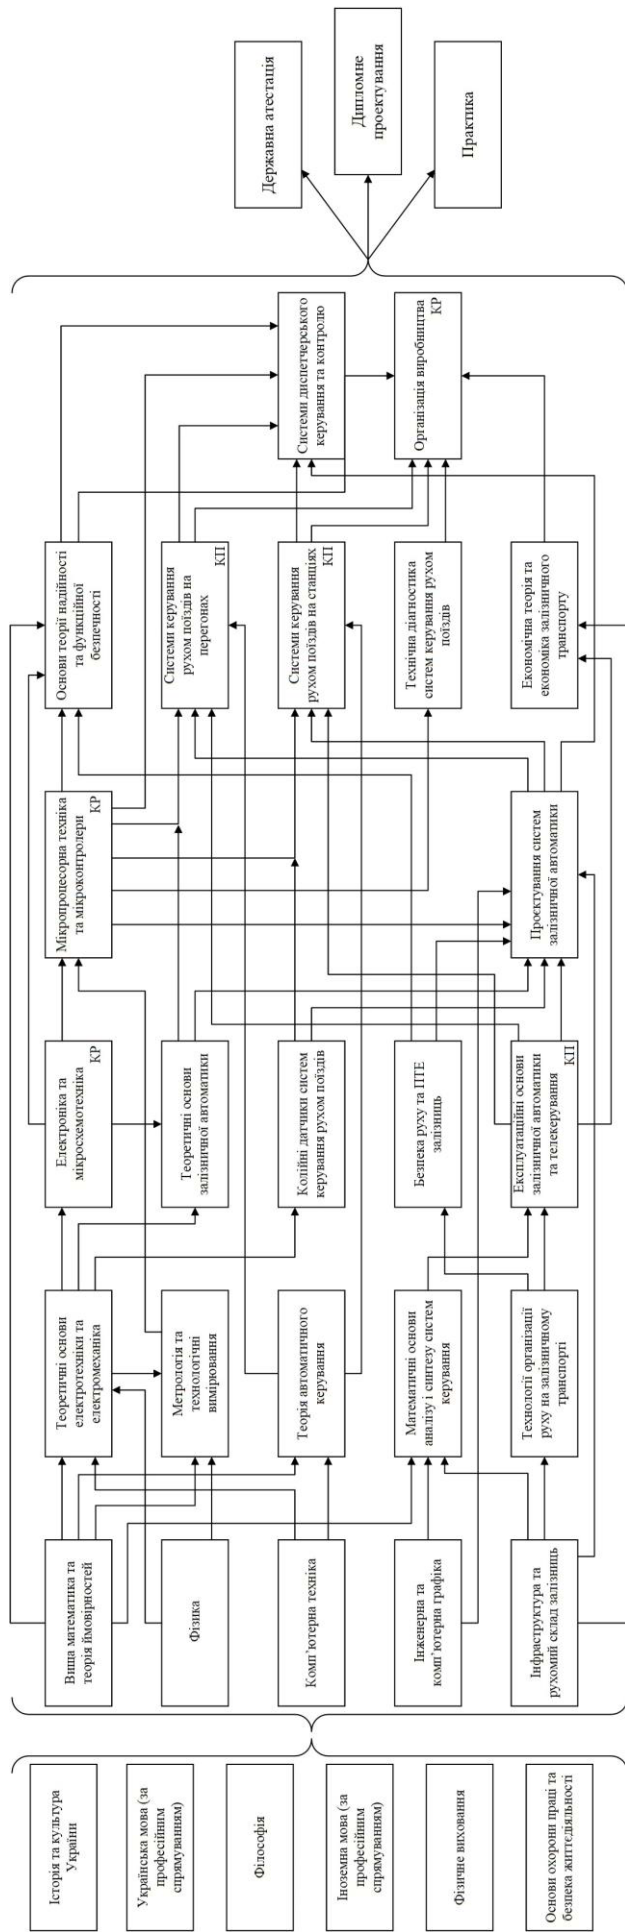 Історія та культура
України
Українська мова (за
професійним
спрямуванням)
Філософія
Іноземна мова (за
професійним
спрямуванням)
Фізичне виховання
Основи охорони праці та
безпека життєдіяльності
Вища математика та
теорія ймовірностей
Фізика
Комп’ютерна техніка
Інженерна та
комп’ютерна графіка
Інфраструктура та
рухомий склад залізниць
Теоретичні основи
електротехніки та
електромеханіка
Метрологія та
технологічні
вимірювання
Теорія автоматичного
керування
Математичні основи
аналізу і синтезу систем
керування
Технології організації
руху на залізничному
транспорті
Електроніка та
мікросхемотехніка
КР
Теоретичні основи
залізничної автоматики
Колійні датчики систем
керування рухом поїздів
Безпека руху та ПТЕ
залізниць
Експлуатаційні основи
залізничної автоматики
та телекерування
КП
Мікропроцесорна техніка
та мікроконтролери
КР
Проєктування систем
залізничної автоматики
Основи теорії надійності
та функційної
безпечності
Системи керування
рухом поїздів на
перегонах
КП
Системи керування
рухом поїздів на станціях
КП
Технічна діагностика
систем керування рухом
поїздів
Економічна теорія та
економіка залізничного
транспорту
Системи диспетчерського
керування та контролю
Організація виробництва
КР
Державна атестація
Дипломне
проектування
Практика